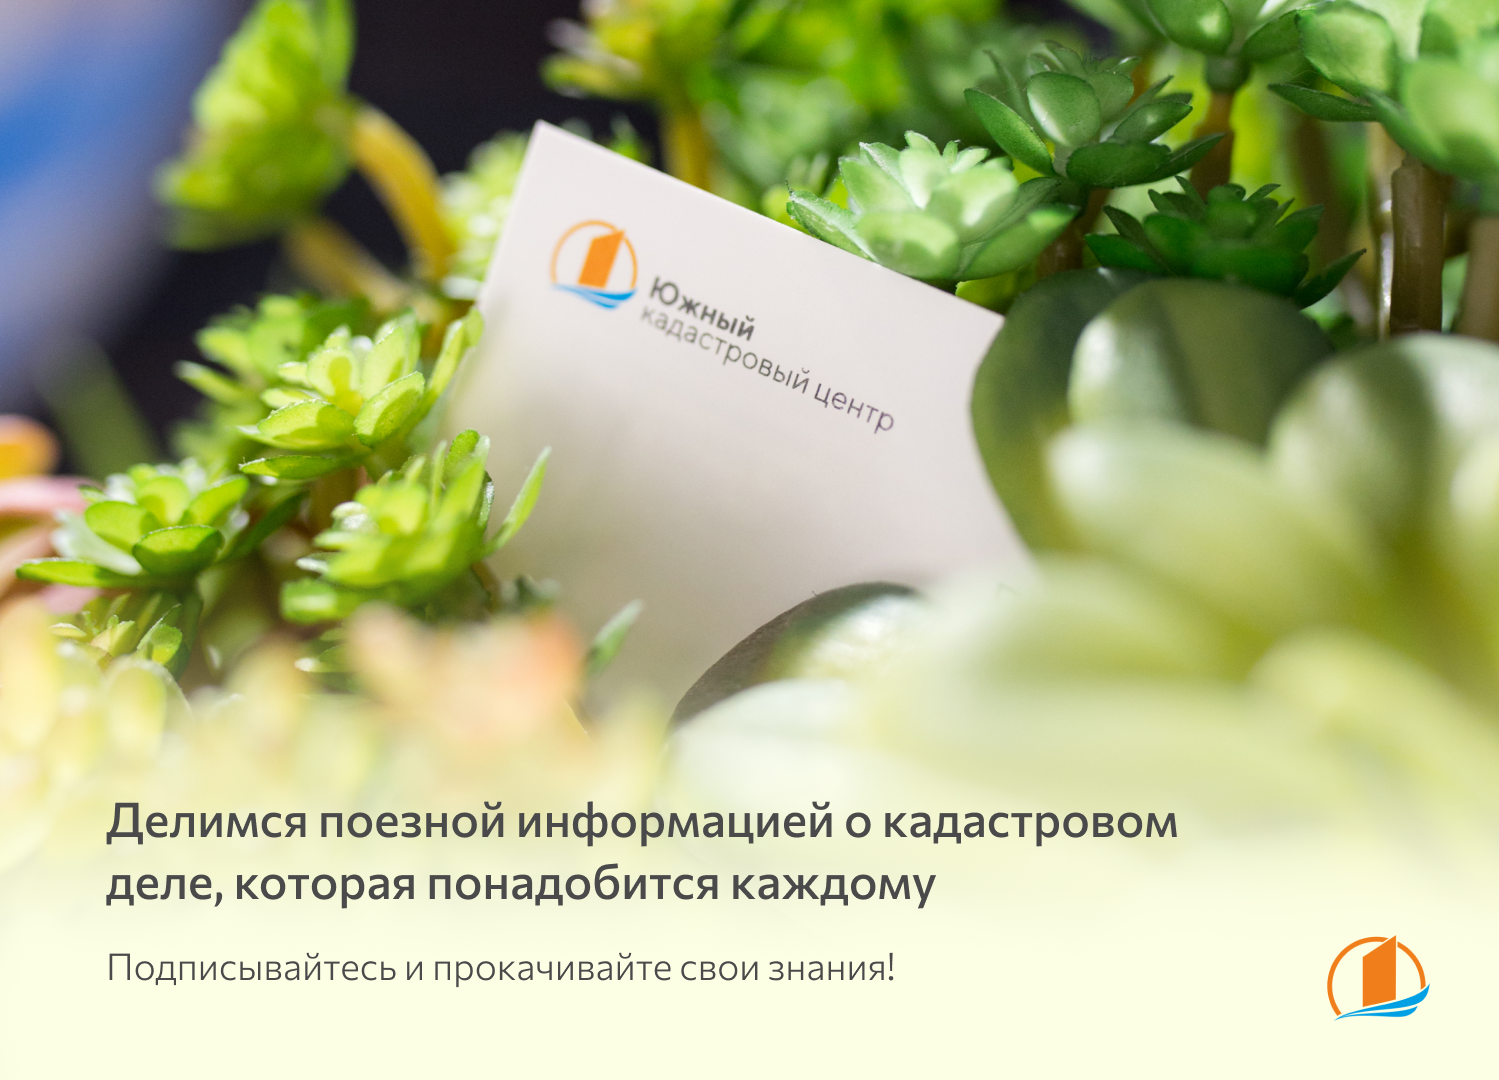 Южный
кадастровый центр
Делимся поезной информацией о кадастровом
деле, которая понадобится каждому
Подписывайтесь и прокачивайте свои знания!